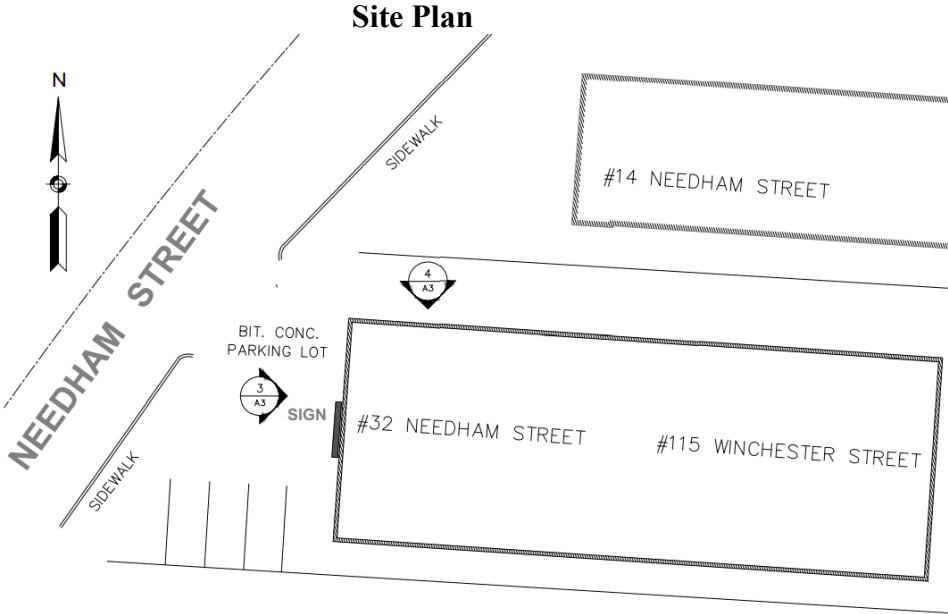 Site Plan
N
SIDEWALK
#14 NEEDHAM STREET
NEEDHAM STREET
4
A3
BIT. CONC.
PARKING LOT
3
A3
SIGN
#32 NEEDHAM STREET
#115 WINCHESTER STREET
SIDEWALK